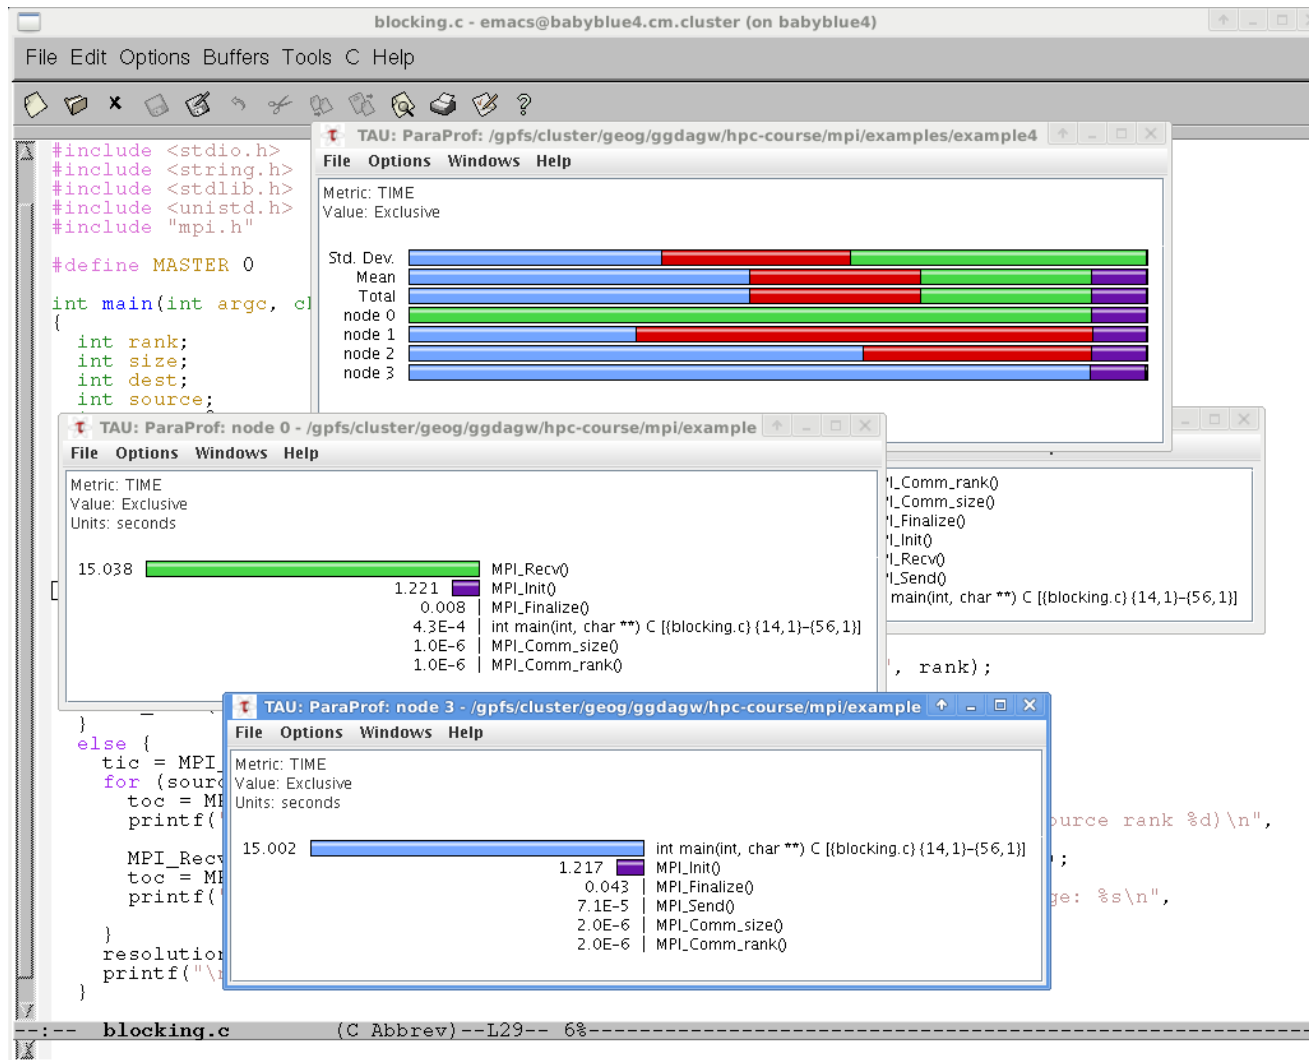 blocking.c - emacs@babyblue4.cm.cluster (on babyblue4)
File Edit Options Buffers Tools C Help
#include <stdio.h>
#include <string.h>
#include <stdlib.h>
#include <unistd.h>
#include "mpi.h"
#define MASTER 0
int main(int argc,
{
int rank;
int size;
int dest;
int source;
TAU: ParaProf: /gpfs/cluster/geog/ggdagw/hpc-course/mpi/examples/example4
File Options Windows Help
Metric: TIME
Value: Exclusive
Std. Dev.
Mean
Total
node 0
node 1
node 2
node 3
TAU: ParaProf: node 0 - /gpfs/cluster/geog/ggdagw/hpc-course/mpi/example
File Options Windows Help
Metric: TIME
Value: Exclusive
Units: seconds
15.038 MPI_Recv()
1.221 MPI_Init()
0.008 MPI_Finalize()
4.3E-4 int main(int, char **) C [{blocking.c} {14,1}-{56,1}]
1.0E-6 MPI_Comm_size()
1.0E-6 MPI_Comm_rank()
PI_Comm_rank()
PI_Comm_size()
PI_Finalize()
PI_Init()
PI_Recv()
PI_Send()
main(int, char **) C [{blocking.c} {14,1}-{56,1}]
", rank);
}
else {
tic = MPI_
for (sourc
toc = MP
printf( ource rank %d)\n",
MPI_Recv );
toc = MP
printf( ge: %s\n",
}
resolution
printf("\n
}
TAU: ParaProf: node 3 - /gpfs/cluster/geog/ggdagw/hpc-course/mpi/example
File Options Windows Help
Metric: TIME
Value: Exclusive
Units: seconds
15.002 int main(int, char **) C [{blocking.c} {14,1}-{56,1}]
1.217 MPI_Init()
0.043 MPI_Finalize()
7.1E-5 MPI_Send()
2.0E-6 MPI_Comm_size()
2.0E-6 MPI_Comm_rank()
--:-- blocking.c (C Abbrev)--L29-- 6%--------